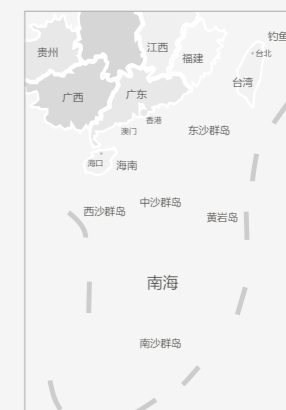 钓鱼
江西
贵州
台北
福建
台湾
广西
广东
香港
澳门
东沙群岛
海口
海南
中沙群岛
西沙群岛
黄岩岛
南海
南沙群岛